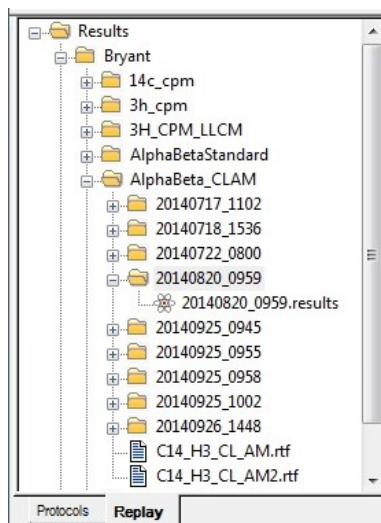 Results
Bryant
14c_cpm
3h_cpm
3H_CPM_LLCM
AlphaBetaStandard
AlphaBeta_CLAM
20140717_1102
20140718_1536
20140722_0800
20140820_0959
20140820_0959.results
20140925_0945
20140925_0955
20140925_0958
20140925_1002
20140926_1448
C14_H3_CL_AM.rtf
C14_H3_CL_AM2.rtf
Protocols Replay